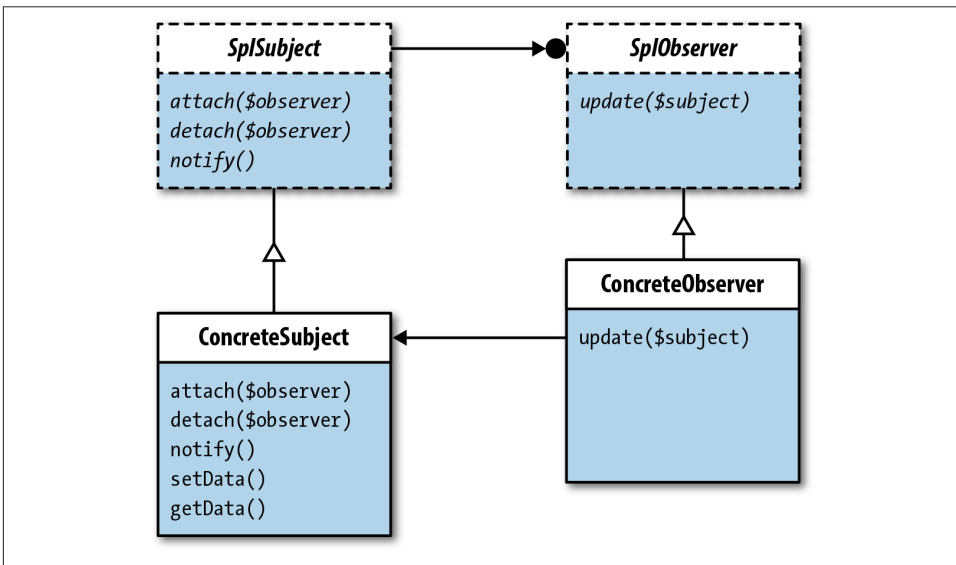 SplSubject
attach($observer)
detach($observer)
notify()
SplObserver
update($subject)
ConcreteSubject
attach($observer)
detach($observer)
notify()
setData()
getData()
ConcreteObserver
update($subject)